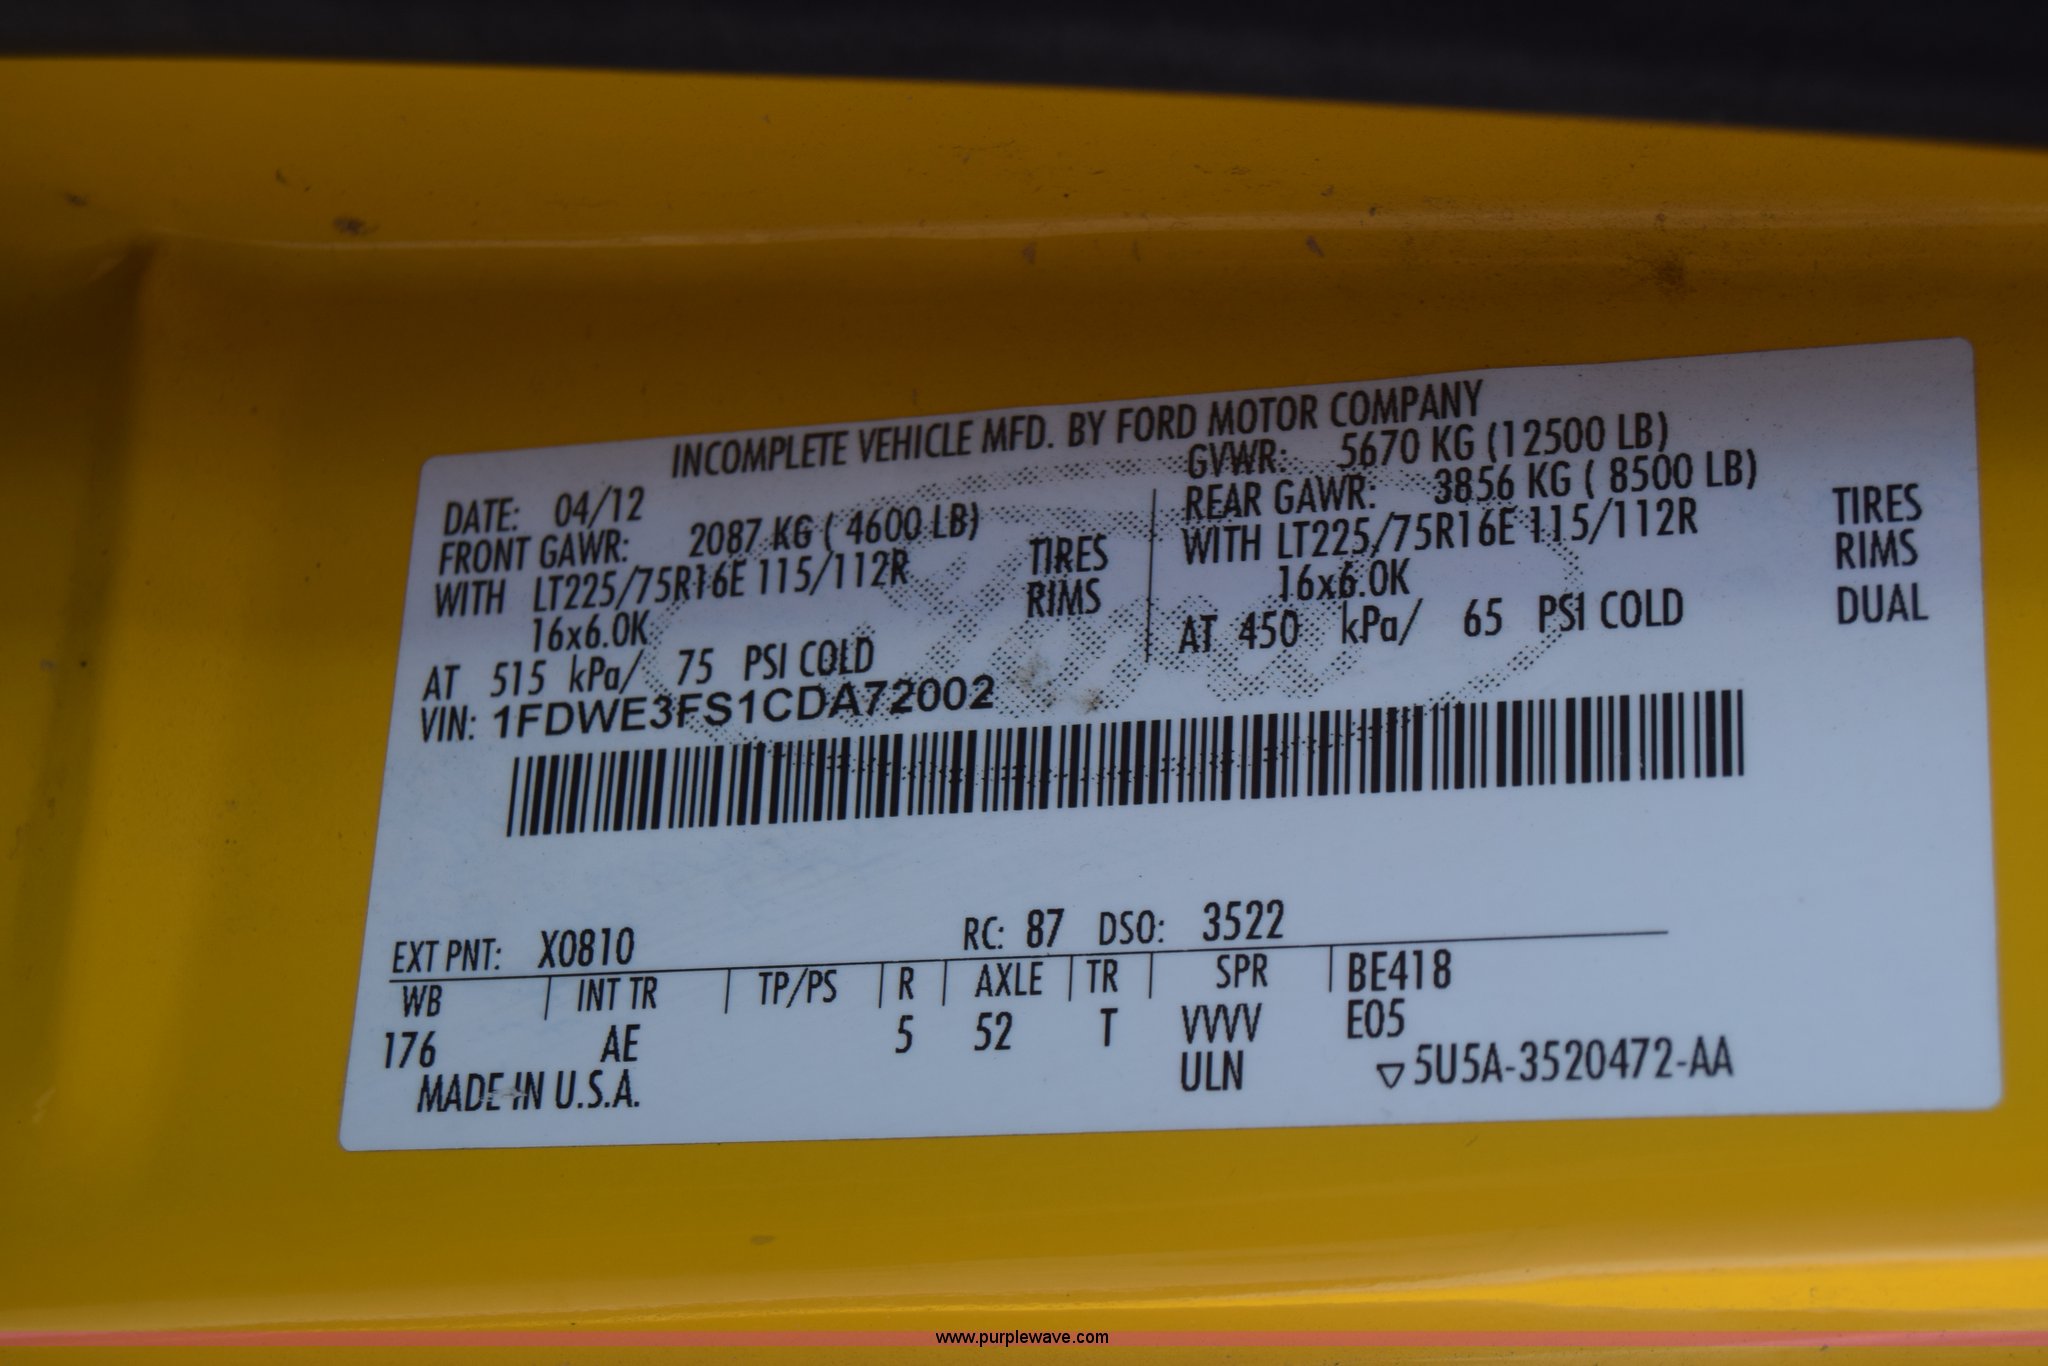 INCOMPLETE VEHICLE MFD. BY FORD MOTOR COMPANY
DATE: 04/12
GVWR: 5670 KG (12500 LB)
FRONT GAWR: 2087 KG ( 4600 LB)
WITH LT225/75R16E 115/112R TIRES
16x6.0K RIMS
AT 515 kPa/ 75 PSI COLD
REAR GAWR: 3856 KG ( 8500 LB)
WITH LT225/75R16E 115/112R TIRES
16x6.0K RIMS
AT 450 kPa/ 65 PSI COLD DUAL
VIN: 1FDWE3FS1CDA72002
EXT PNT: X0810 RC: 87 DSO: 3522
WB INT TR TP/PS R AXLE TR SPR BE418
176 AE 5 52 T VVVV E05
MADE IN U.S.A. ULN ▽5U5A-3520472-AA
www.purplewave.com